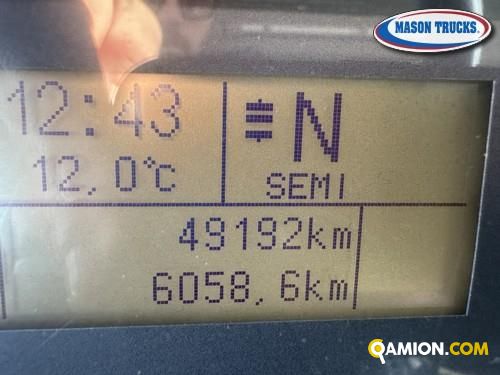 MASON TRUCKS.
12:43
N
12,0°C
SEMI
49192km
6058,6km
QAMION.COM